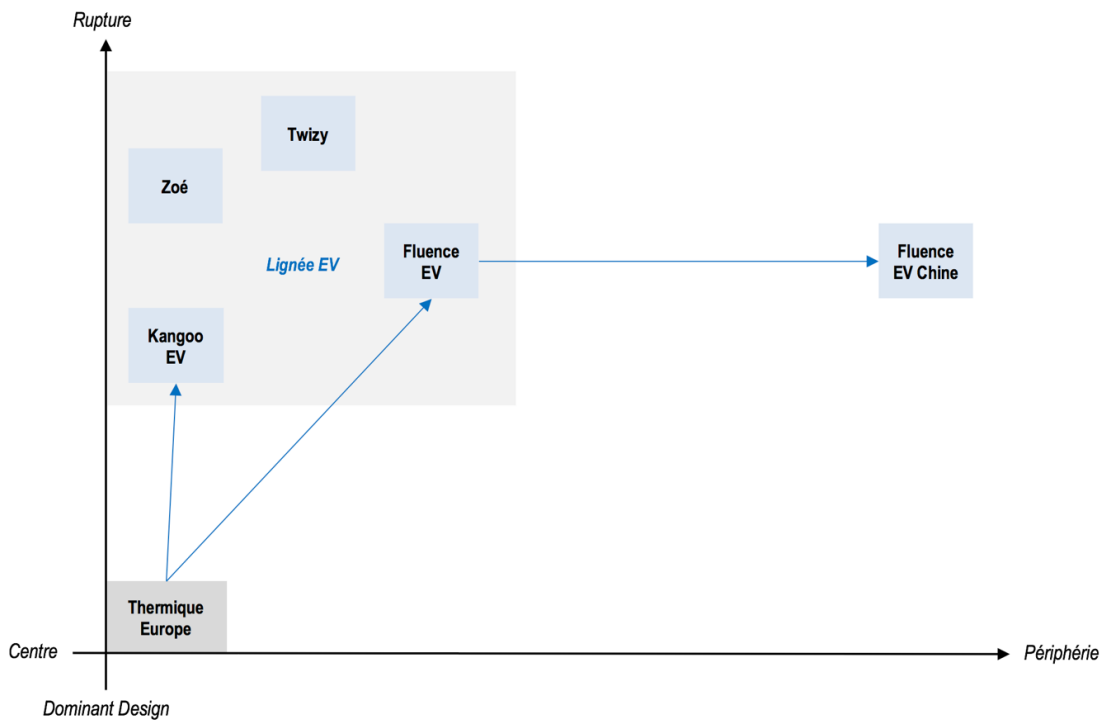 Rupture
Twizy
Zoé
Lignée EV
Fluence
EV
Fluence
EV Chine
Kangoo
EV
Thermique
Europe
Centre
Périphérie
Dominant Design